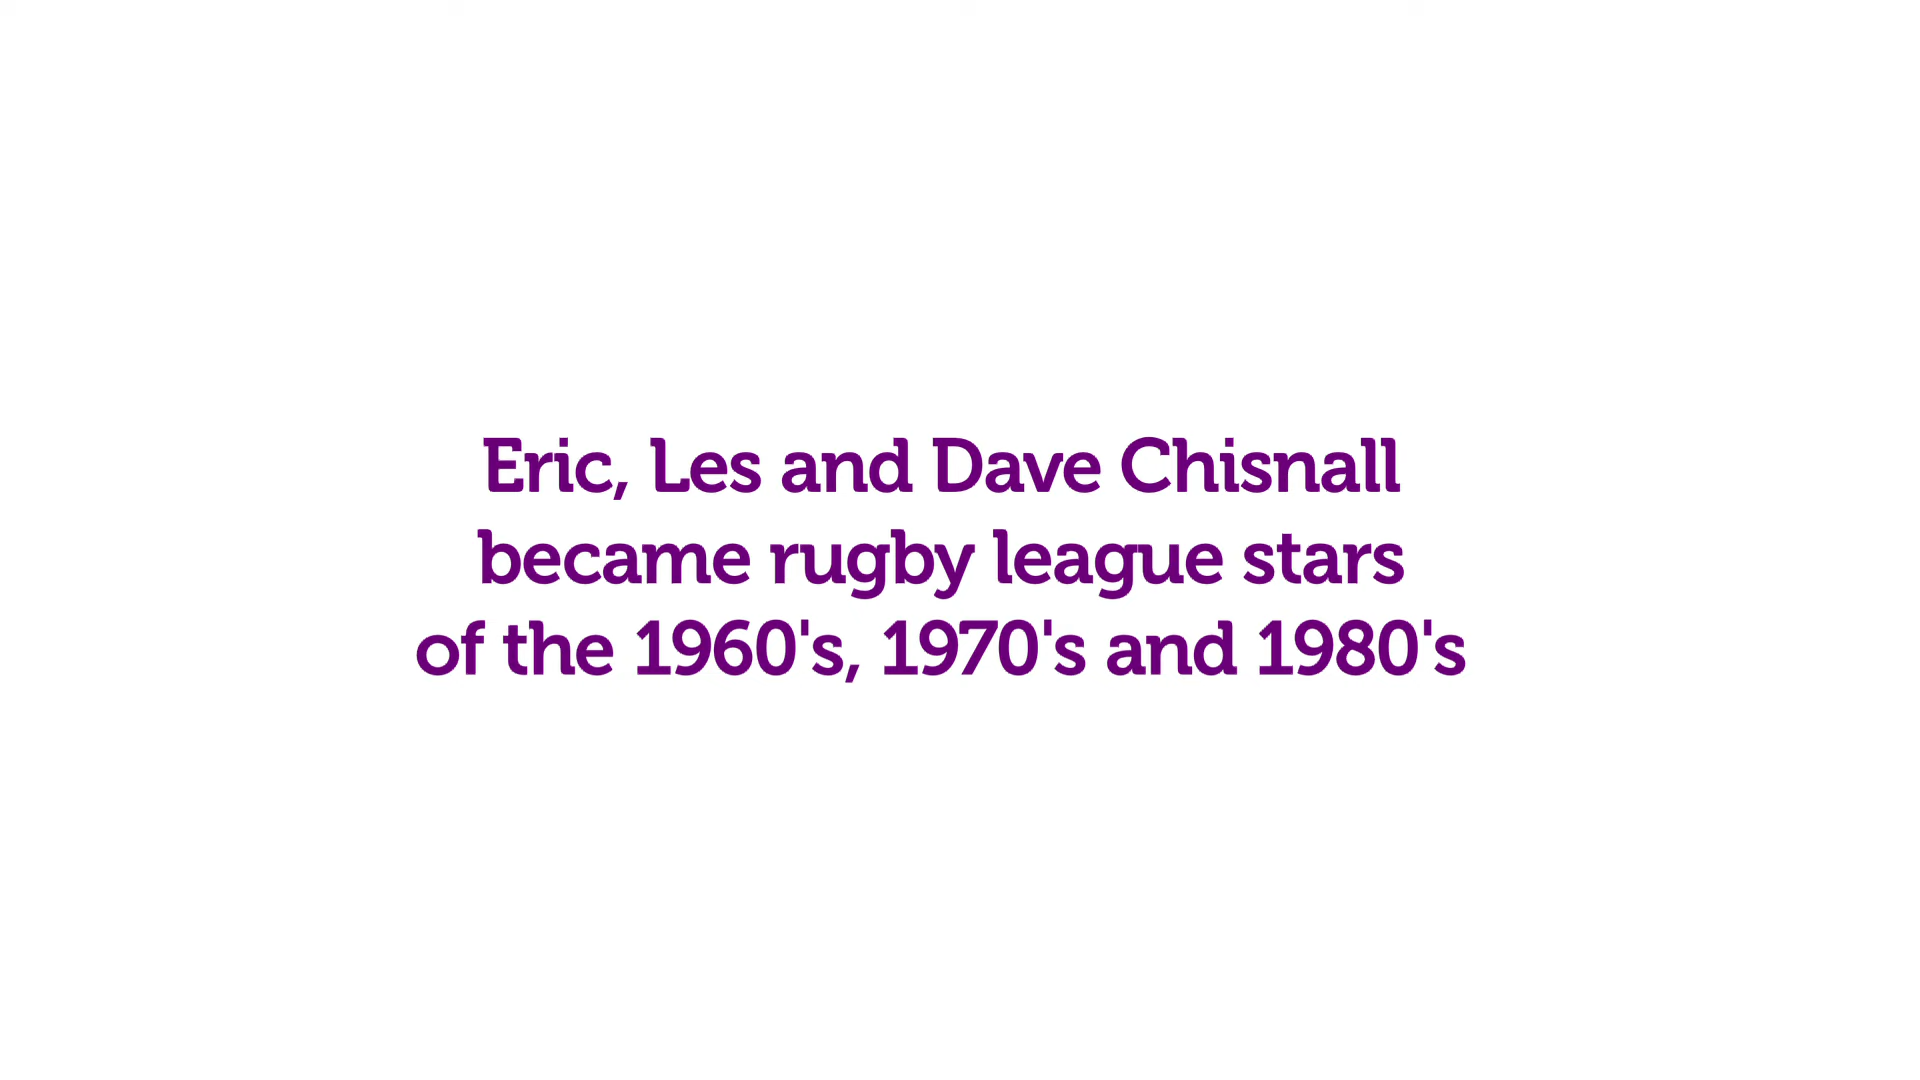 Eric, Les and Dave Chisnall
became rugby league stars
of the 1960's, 1970's and 1980's